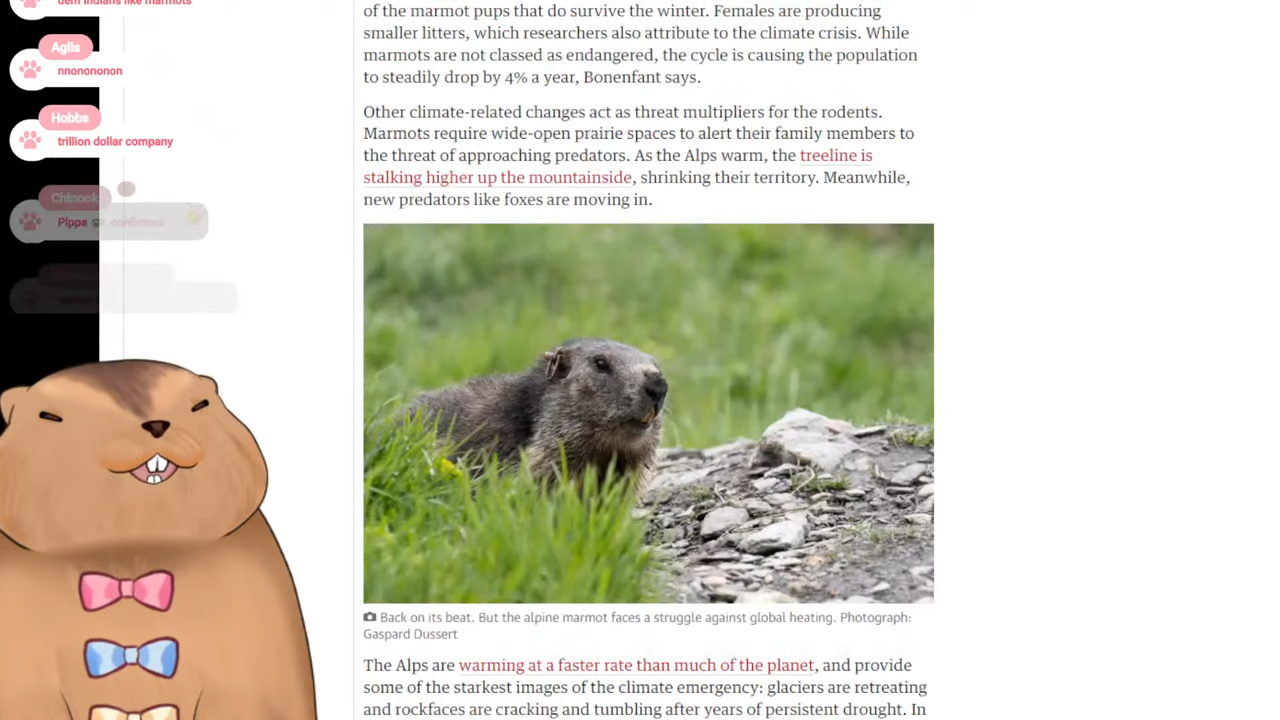 dem Indians like marmots
Aglis
nnonononon
Hobbs
trillion dollar company
Chinook
Pippa confirmed
of the marmot pups that do survive the winter. Females are producing
smaller litters, which researchers also attribute to the climate crisis. While
marmots are not classed as endangered, the cycle is causing the population
to steadily drop by 4% a year, Bonenfant says.
Other climate-related changes act as threat multipliers for the rodents.
Marmots require wide-open prairie spaces to alert their family members to
the threat of approaching predators. As the Alps warm, the treeline is
stalking higher up the mountainside, shrinking their territory. Meanwhile,
new predators like foxes are moving in.
Back on its beat. But the alpine marmot faces a struggle against global heating. Photograph:
Gaspard Dussert
The Alps are warming at a faster rate than much of the planet, and provide
some of the starkest images of the climate emergency: glaciers are retreating
and rockfaces are cracking and tumbling after years of persistent drought. In